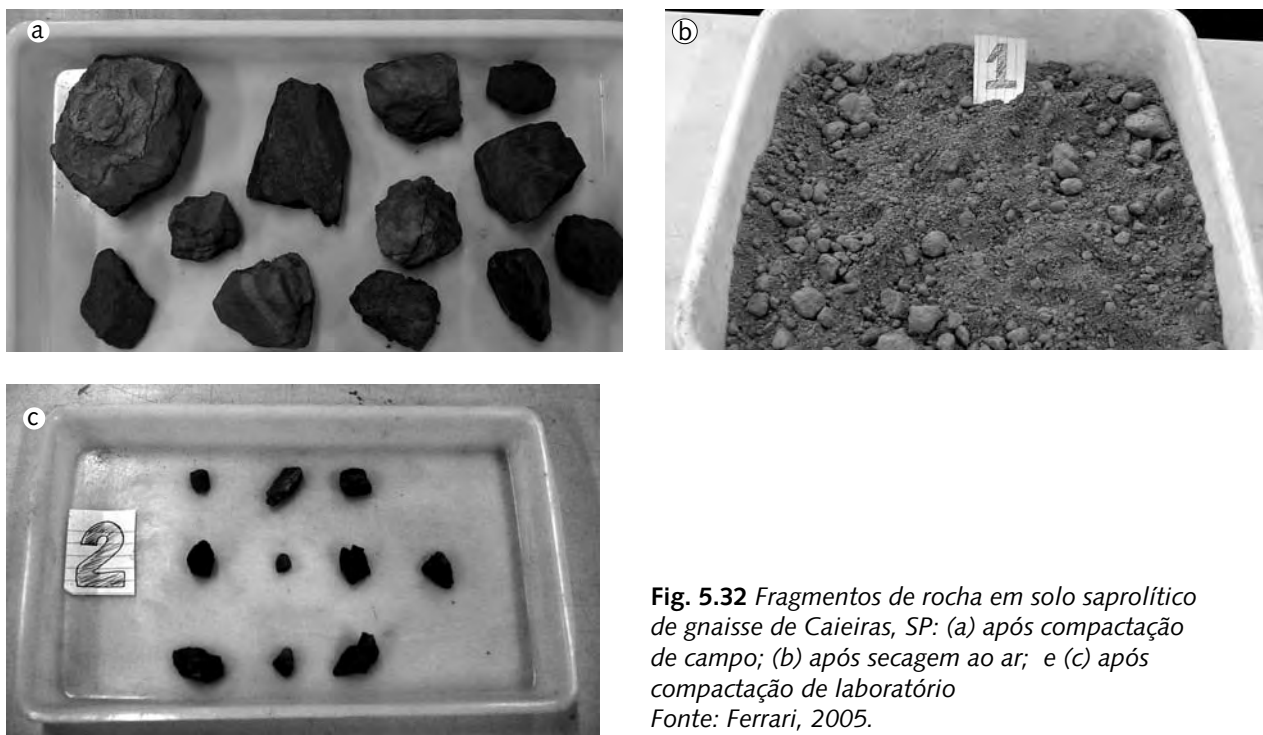 a
b
1
c
2
Fig. 5.32 Fragmentos de rocha em solo saprolítico
de gnaisse de Caieiras, SP: (a) após compactação
de campo; (b) após secagem ao ar; e (c) após
compactação de laboratório
Fonte: Ferrari, 2005.